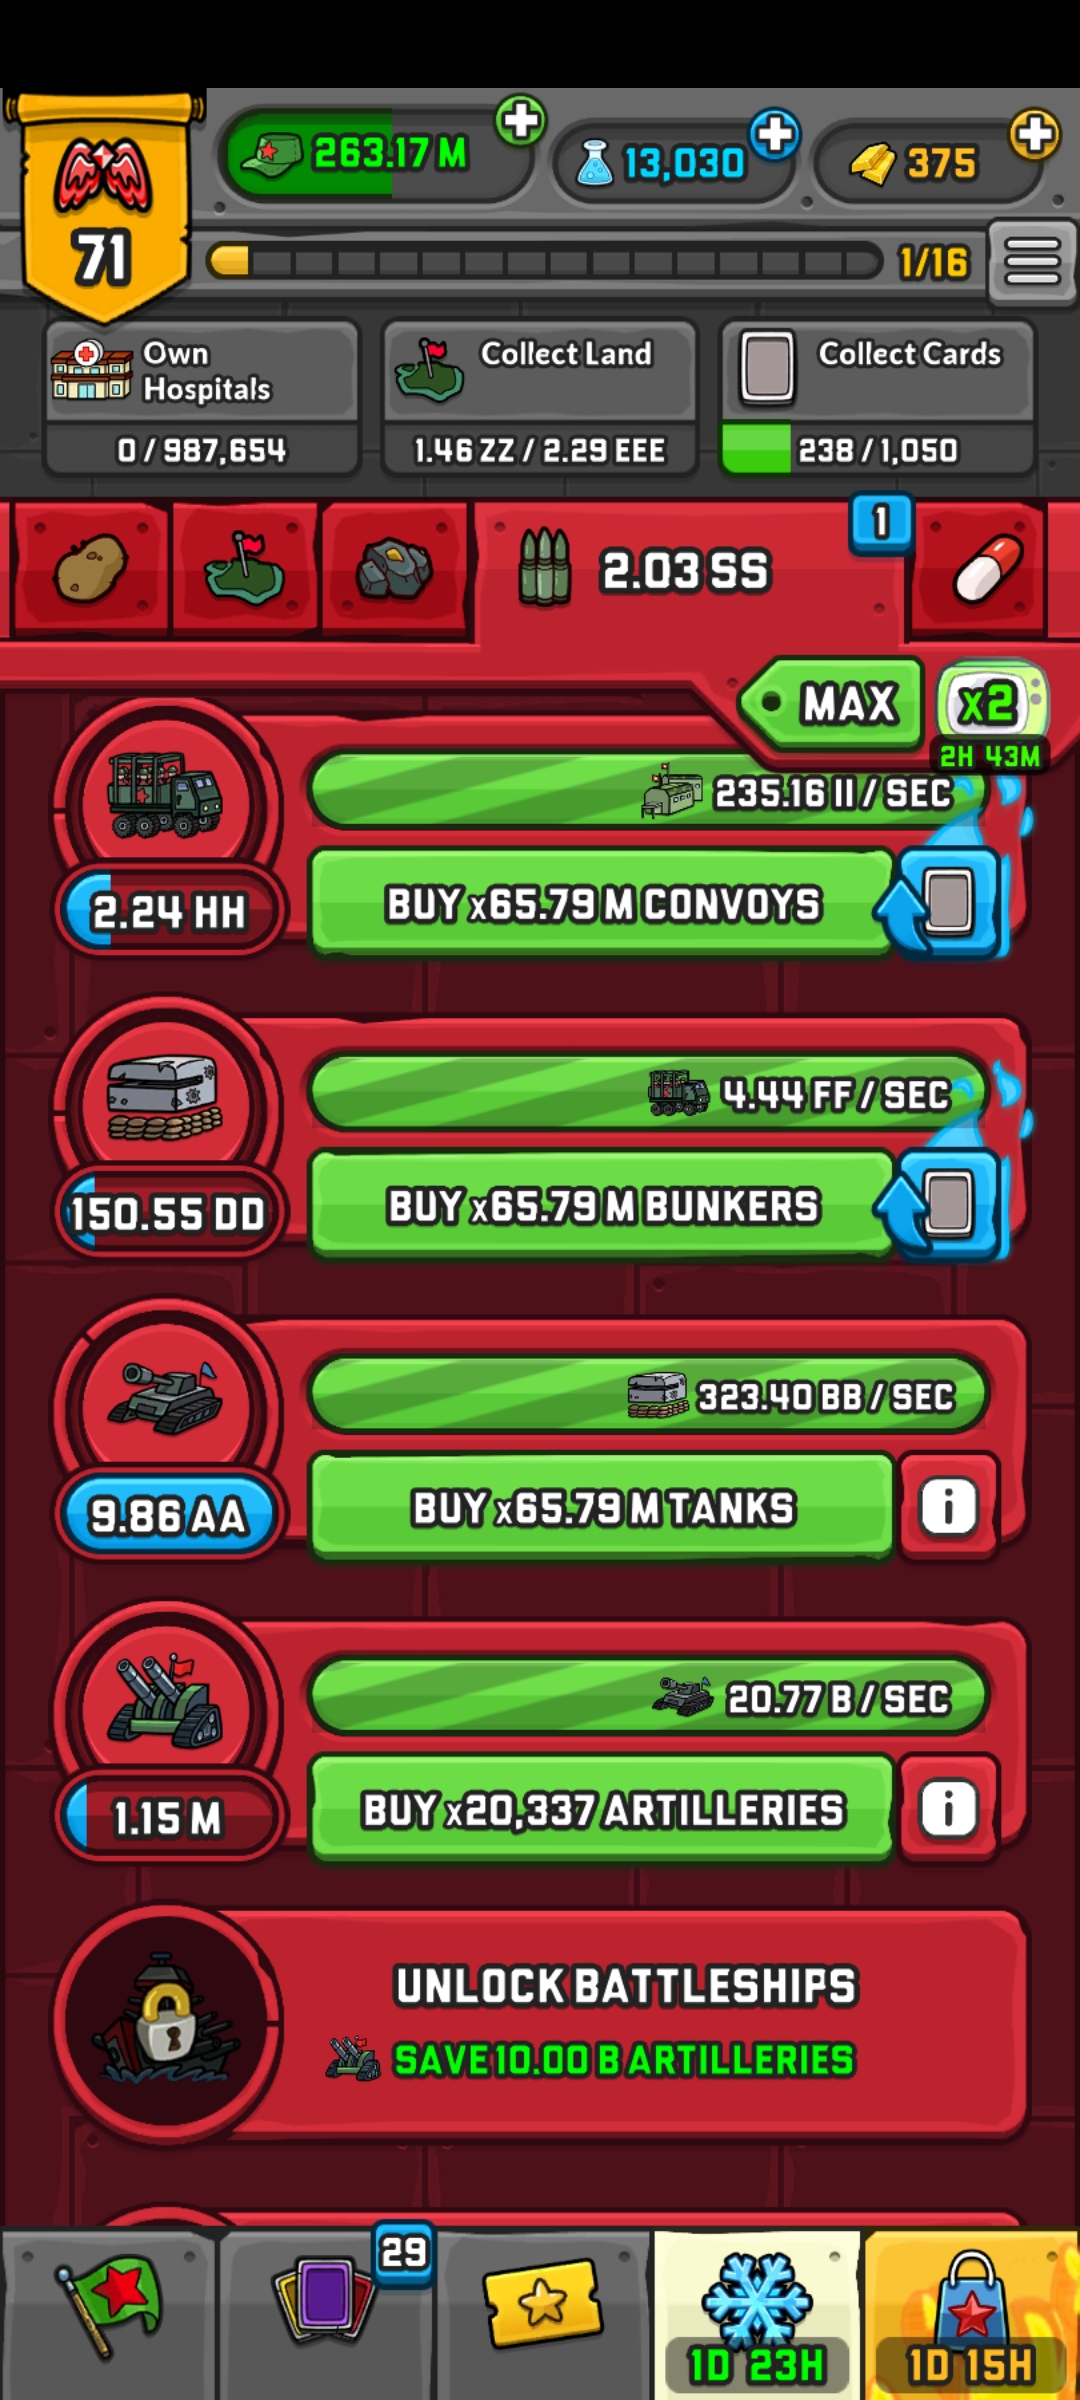 263.17 M
13,030
375
71
1/16
Own
Hospitals
Collect Land
Collect Cards
0 / 987,654
1.46 ZZ / 2.29 EEE
238 / 1,050
1
2.03 SS
MAX
x2
2H 43M
235.16 II / SEC
2.24 HH
BUY x65.79 M CONVOYS
4.44 FF / SEC
150.55 DD
BUY x65.79 M BUNKERS
323.40 BB / SEC
9.86 AA
BUY x65.79 M TANKS
i
20.77 B / SEC
1.15 M
BUY x20,337 ARTILLERIES
i
UNLOCK BATTLESHIPS
SAVE 10.00 B ARTILLERIES
29
1D 23H
1D 15H